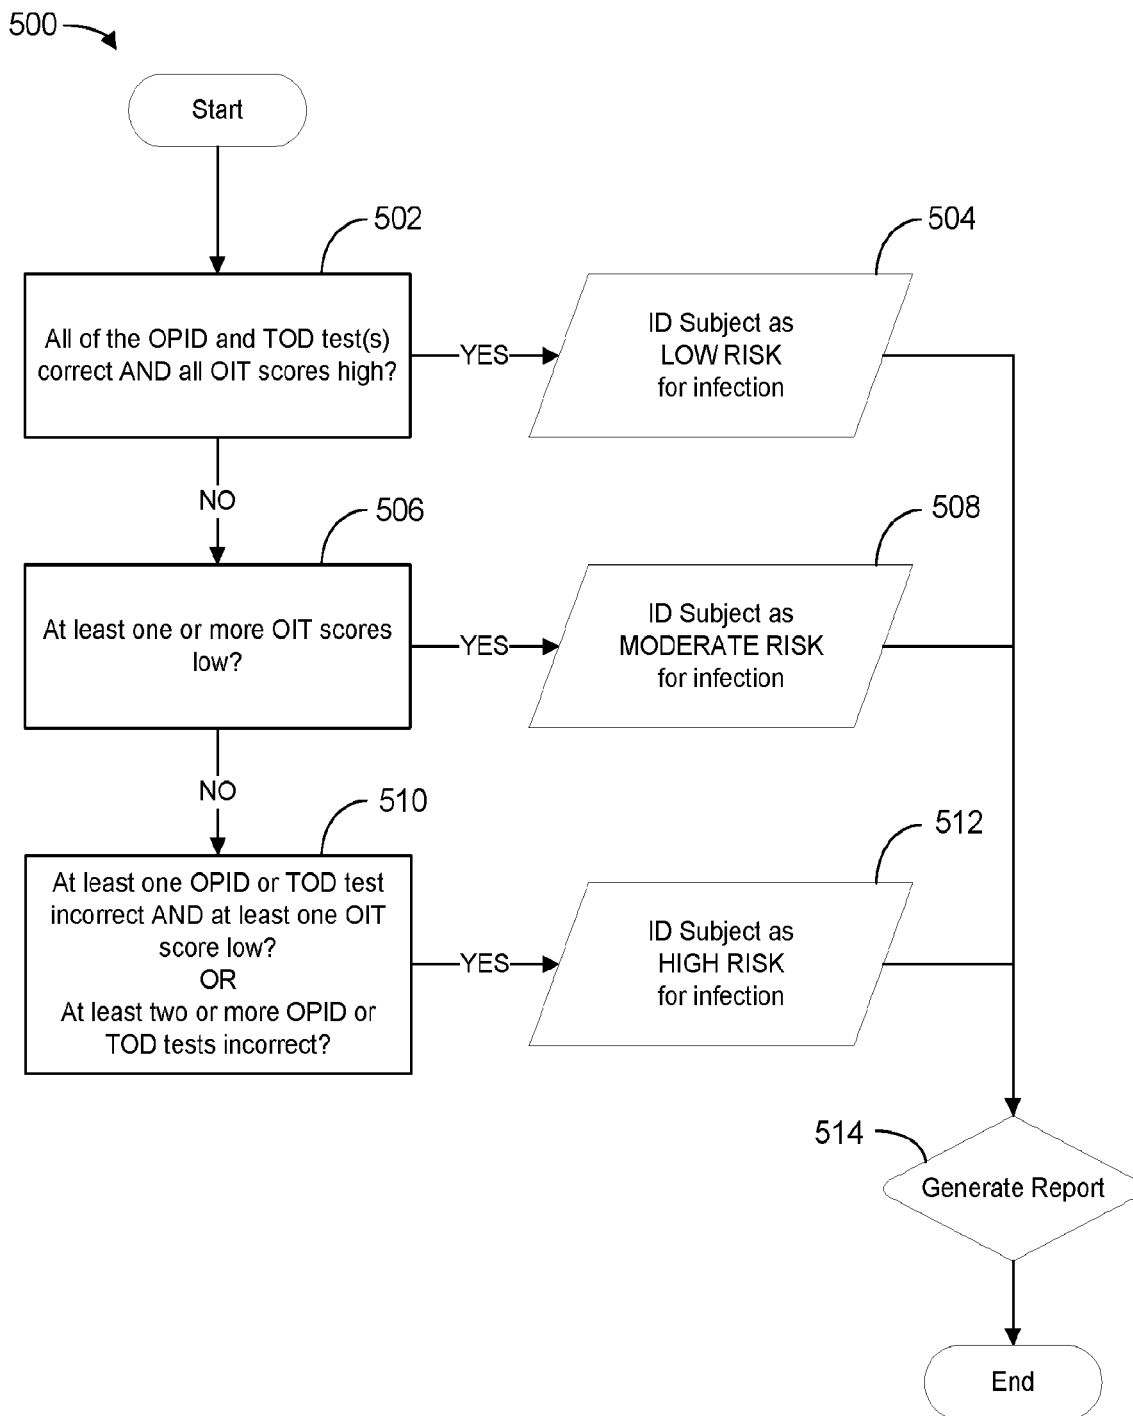 500
Start
502
All of the OPID and TOD test(s)
correct AND all OIT scores high?
YES
504
ID Subject as
LOW RISK
for infection
NO
506
At least one or more OIT scores
low?
YES
508
ID Subject as
MODERATE RISK
for infection
NO
510
At least one OPID or TOD test
incorrect AND at least one OIT
score low?
OR
At least two or more OPID or
TOD tests incorrect?
YES
512
ID Subject as
HIGH RISK
for infection
514
Generate Report
End